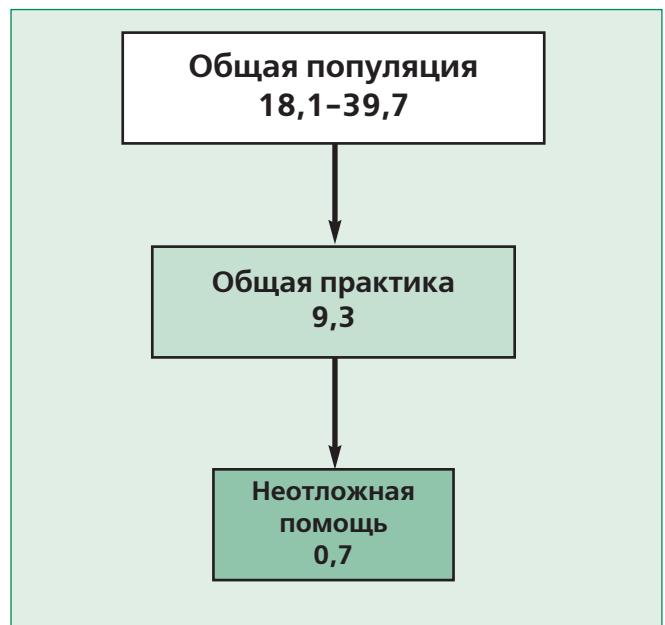 Общая популяция
18,1–39,7
Общая практика
9,3
Неотложная
помощь
0,7